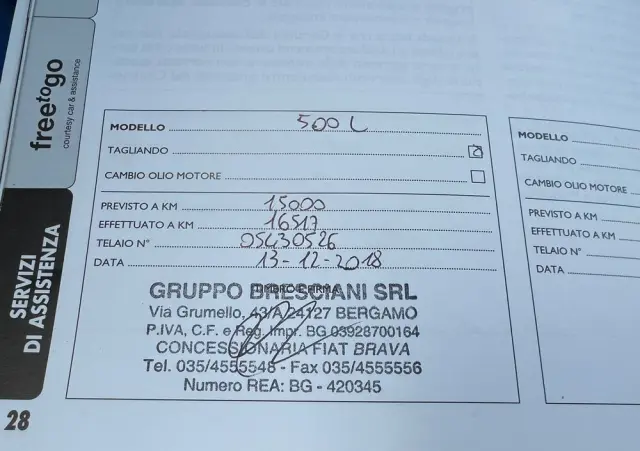 freetogo
courtesy car & assistance
SERVIZI
DI ASSISTENZA
28
MODELLO 500 L
TAGLIANDO
CAMBIO OLIO MOTORE
PREVISTO A KM 15000
EFFETTUATO A KM 16517
TELAIO N° 05430526
DATA 13-12-2018
TIMBRO E FIRMA
GRUPPO BRESCIANI SRL
Via Grumello, 43/A 24127 BERGAMO
P.IVA, C.F. e Reg. Impr. BG 03928700164
CONCESSIONARIA FIAT BRAVA
Tel. 035/4555548 - Fax 035/4555556
Numero REA: BG - 420345
MODELLO
TAGLIANDO
CAMBIO OLIO MOTORE
PREVISTO A KM
EFFETTUATO A KM
TELAIO N°
DATA